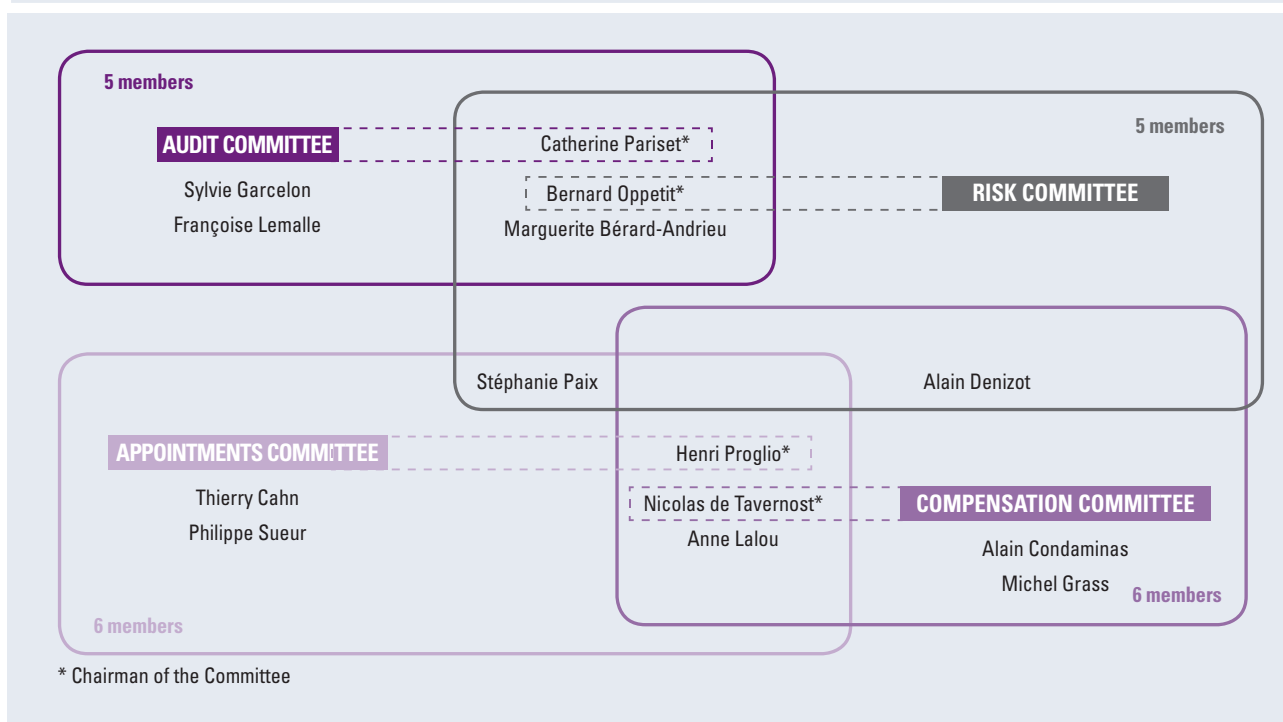 5 members
5 members
AUDIT COMMITTEE
Catherine Pariset*
Sylvie Garcelon
Bernard Oppetit*
RISK COMMITTEE
Françoise Lemalle
Marguerite Bérard-Andrieu
Stéphanie Paix
Alain Denizot
APPOINTMENTS COMMITTEE
Henri Proglio*
Thierry Cahn
Nicolas de Tavernost*
COMPENSATION COMMITTEE
Philippe Sueur
Anne Lalou
Alain Condaminas
Michel Grass
6 members
6 members
* Chairman of the Committee